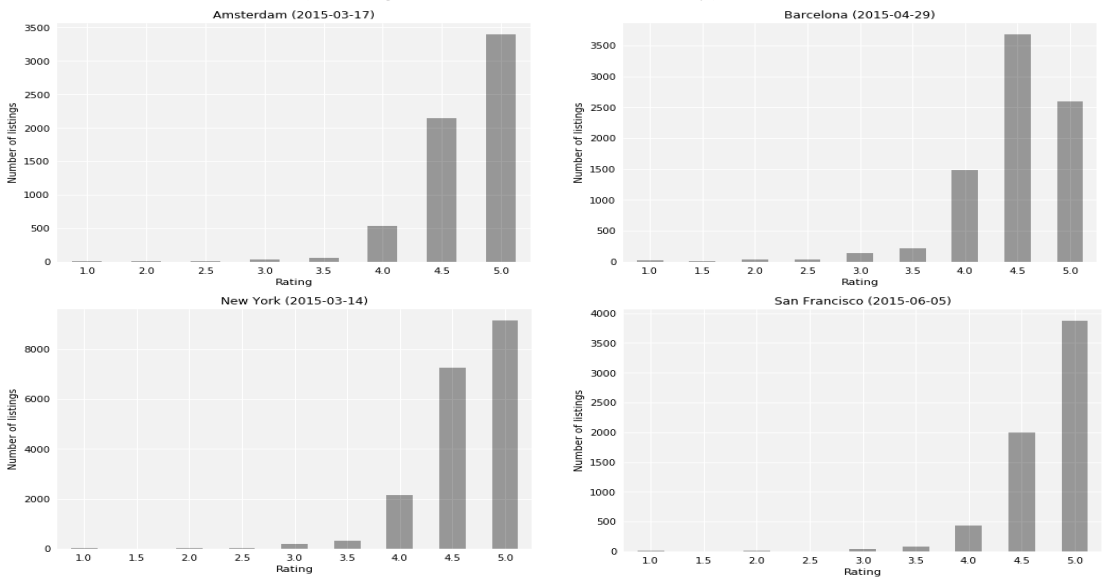 Amsterdam (2015-03-17)
3500
3000
2500
2000
1500
1000
500
0
Number of listings
1.0 2.0 2.5 3.0 3.5 4.0 4.5 5.0
Rating
Barcelona (2015-04-29)
3500
3000
2500
2000
1500
1000
500
0
Number of listings
1.0 1.5 2.0 2.5 3.0 3.5 4.0 4.5 5.0
Rating
New York (2015-03-14)
8000
6000
4000
2000
0
Number of listings
1.0 1.5 2.0 2.5 3.0 3.5 4.0 4.5 5.0
Rating
San Francisco (2015-06-05)
4000
3500
3000
2500
2000
1500
1000
500
0
Number of listings
1.0 1.5 2.0 2.5 3.0 3.5 4.0 4.5 5.0
Rating